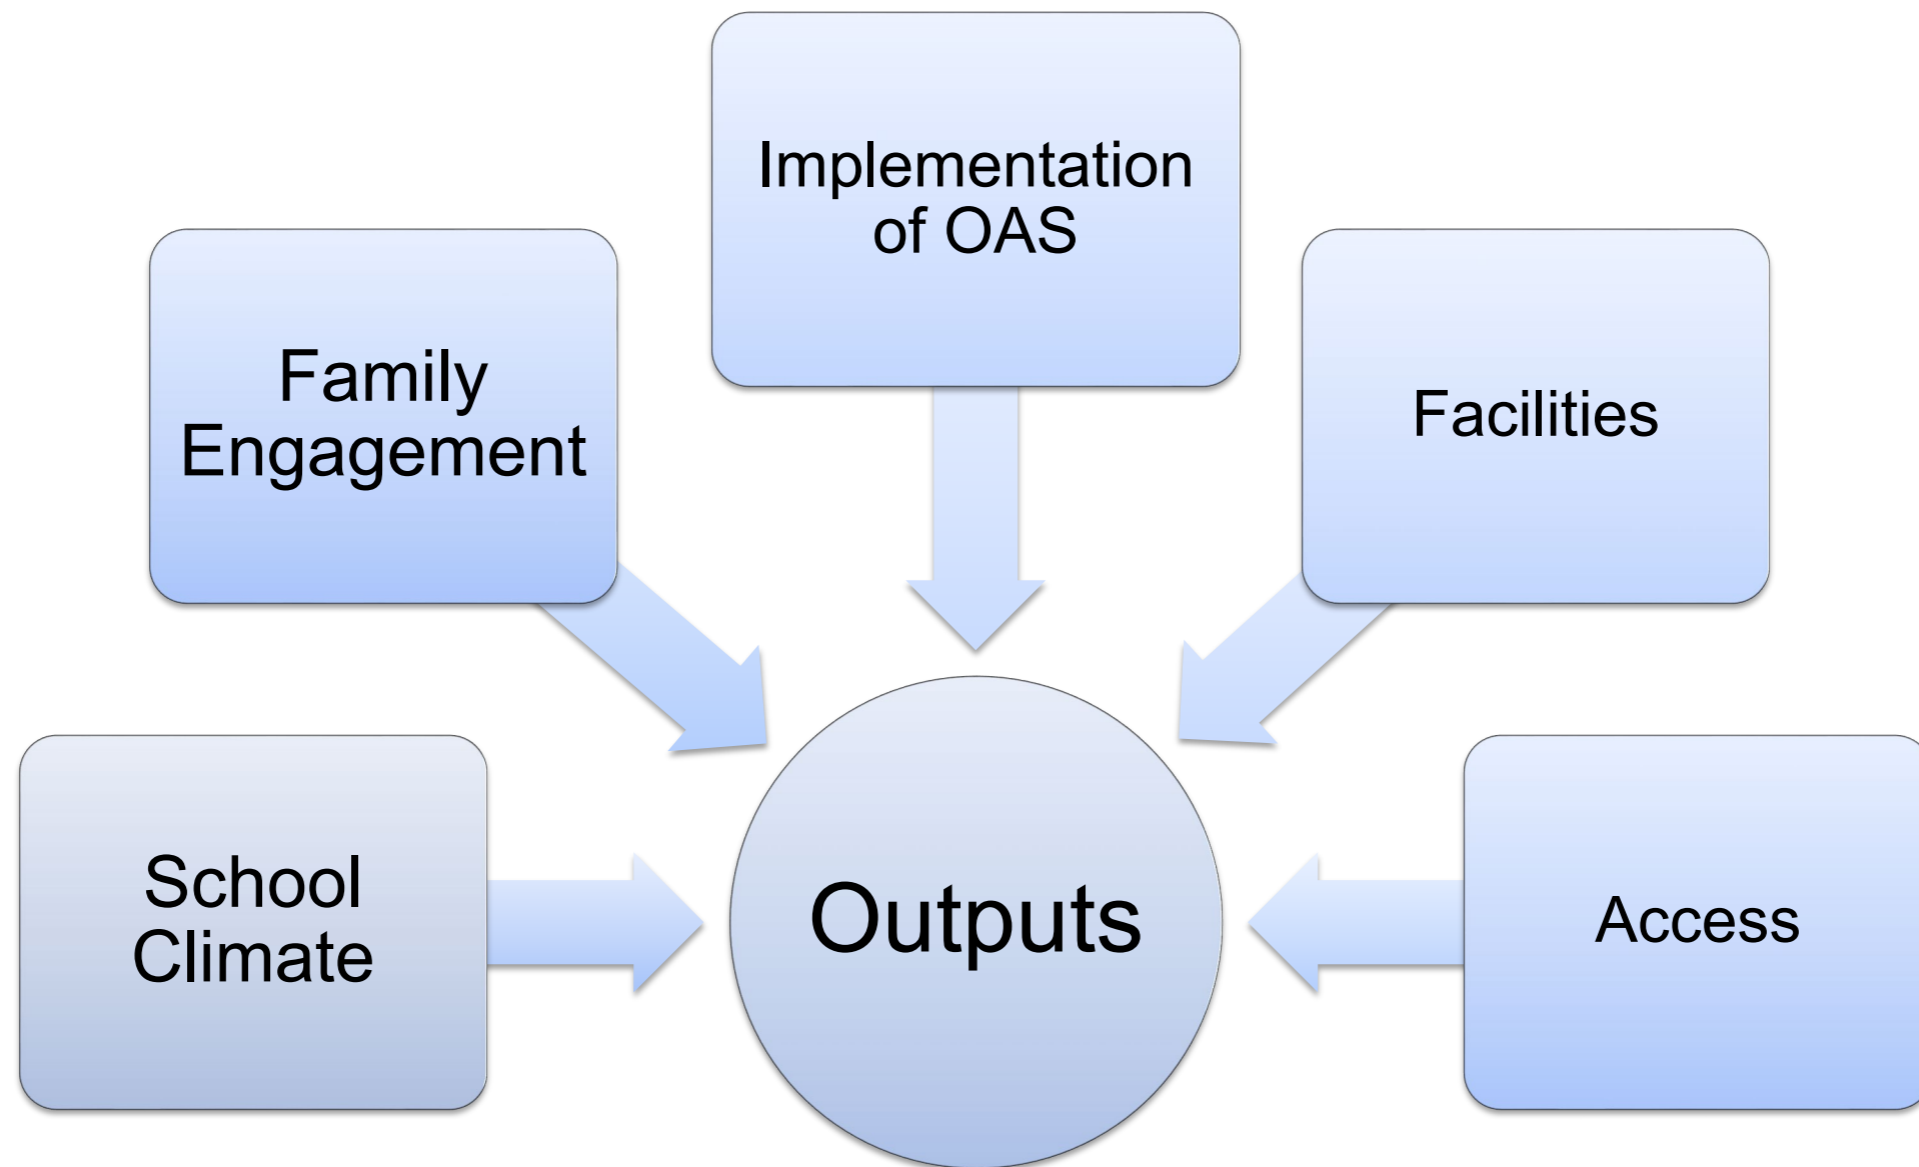 Implementation
of OAS
Family
Engagement
Facilities
School
Climate
Outputs
Access